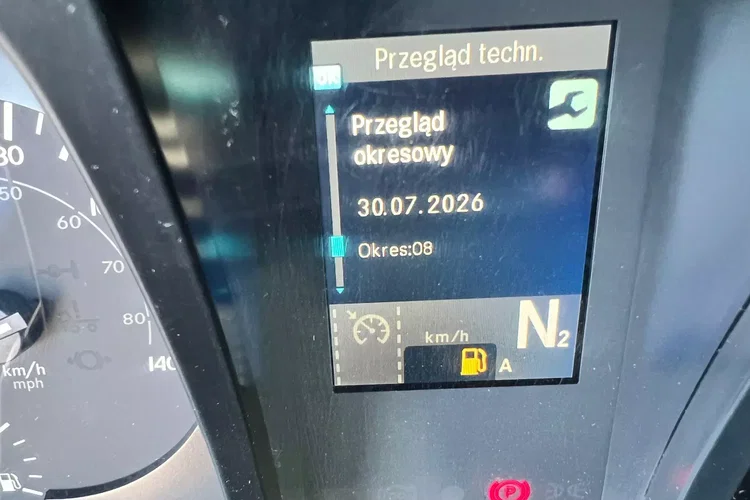 Przegląd techn.
OK
Przegląd
okresowy
30.07.2026
Okres:08
N2
km/h
A
80
50
60
70
80
140
km/h
mph
P